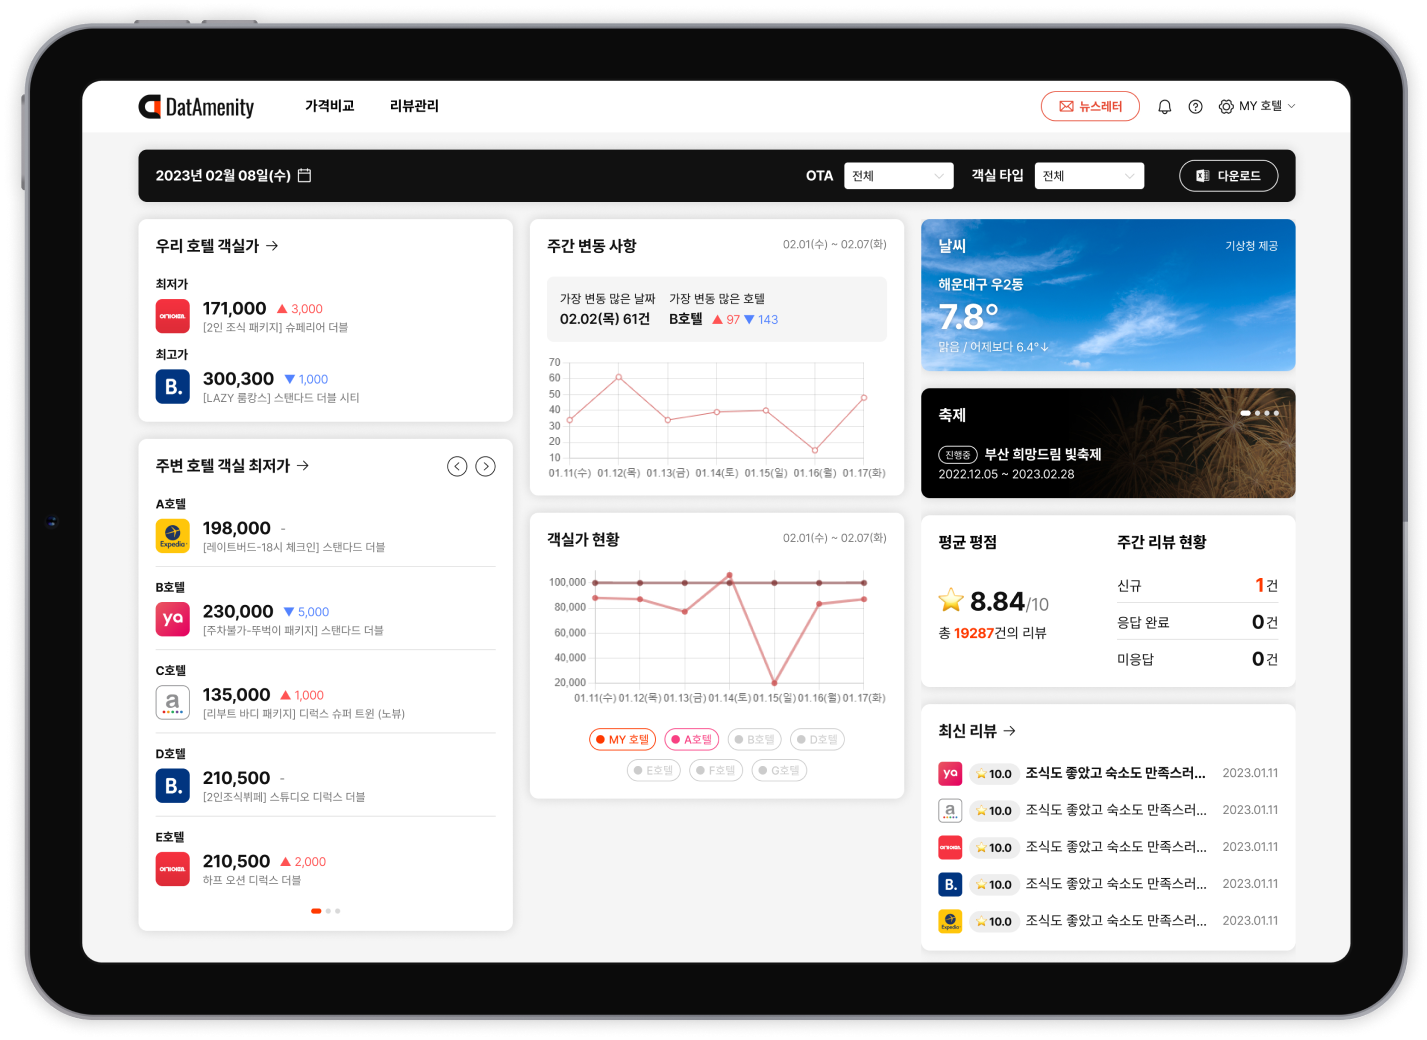 DatAmenity
가격비교
리뷰관리
뉴스레터
MY 호텔
2023년 02월 08일(수)
OTA
전체
객실 타입
전체
다운로드
우리 호텔 객실가
최저가
171,000 ▲ 3,000
[2인 조식 패키지] 슈페리어 더블
최고가
B.
300,300 ▼ 1,000
[LAZY 룸캉스] 스탠다드 더블 시티
주변 호텔 객실 최저가
A호텔
Expedia
198,000 -
[레이트버드-18시 체크인] 스탠다드 더블
B호텔
ya
230,000 ▼ 5,000
[주차불가-뚜벅이 패키지] 스탠다드 더블
C호텔
a
135,000 ▲ 1,000
[리부트 바디 패키지] 디럭스 슈퍼 트윈 (노뷰)
D호텔
B.
210,500 -
[2인조식뷔페] 스튜디오 디럭스 더블
E호텔
210,500 ▲ 2,000
하프 오션 디럭스 더블
주간 변동 사항
02.01(수) ~ 02.07(화)
가장 변동 많은 날짜
02.02(목) 61건
가장 변동 많은 호텔
B호텔 ▲ 97 ▼ 143
70
60
50
40
30
20
10
01.11(수) 01.12(목) 01.13(금) 01.14(토) 01.15(일) 01.16(월) 01.17(화)
객실가 현황
02.01(수) ~ 02.07(화)
100,000
80,000
60,000
40,000
20,000
01.11(수) 01.12(목) 01.13(금) 01.14(토) 01.15(일) 01.16(월) 01.17(화)
MY 호텔
A호텔
B호텔
D호텔
E호텔
F호텔
G호텔
날씨
기상청 제공
해운대구 우2동
7.8°
맑음 / 어제보다 6.4°↓
축제
진행중 부산 희망드림 빛축제
2022.12.05 ~ 2023.02.28
평균 평점
8.84/10
총 19287건의 리뷰
주간 리뷰 현황
신규 1건
응답 완료 0건
미응답 0건
최신 리뷰
ya 10.0 조식도 좋았고 숙소도 만족스러... 2023.01.11
a 10.0 조식도 좋았고 숙소도 만족스러... 2023.01.11
10.0 조식도 좋았고 숙소도 만족스러... 2023.01.11
B. 10.0 조식도 좋았고 숙소도 만족스러... 2023.01.11
Expedia 10.0 조식도 좋았고 숙소도 만족스러... 2023.01.11